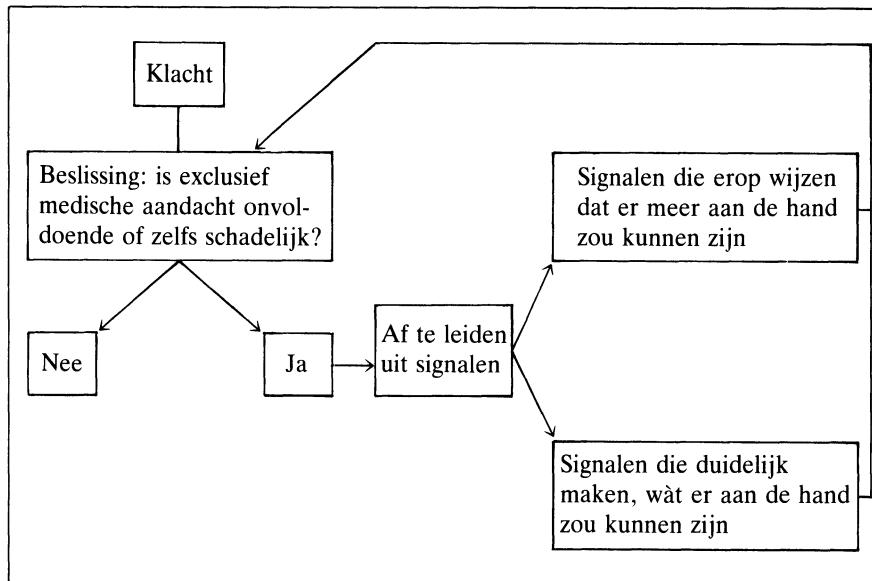 Klacht
Beslissing: is exclusief
medische aandacht onvol-
doende of zelfs schadelijk?
Nee
Ja
Af te leiden
uit signalen
Signalen die erop wijzen
dat er meer aan de hand
zou kunnen zijn
Signalen die duidelijk
maken, wàt er aan de hand
zou kunnen zijn